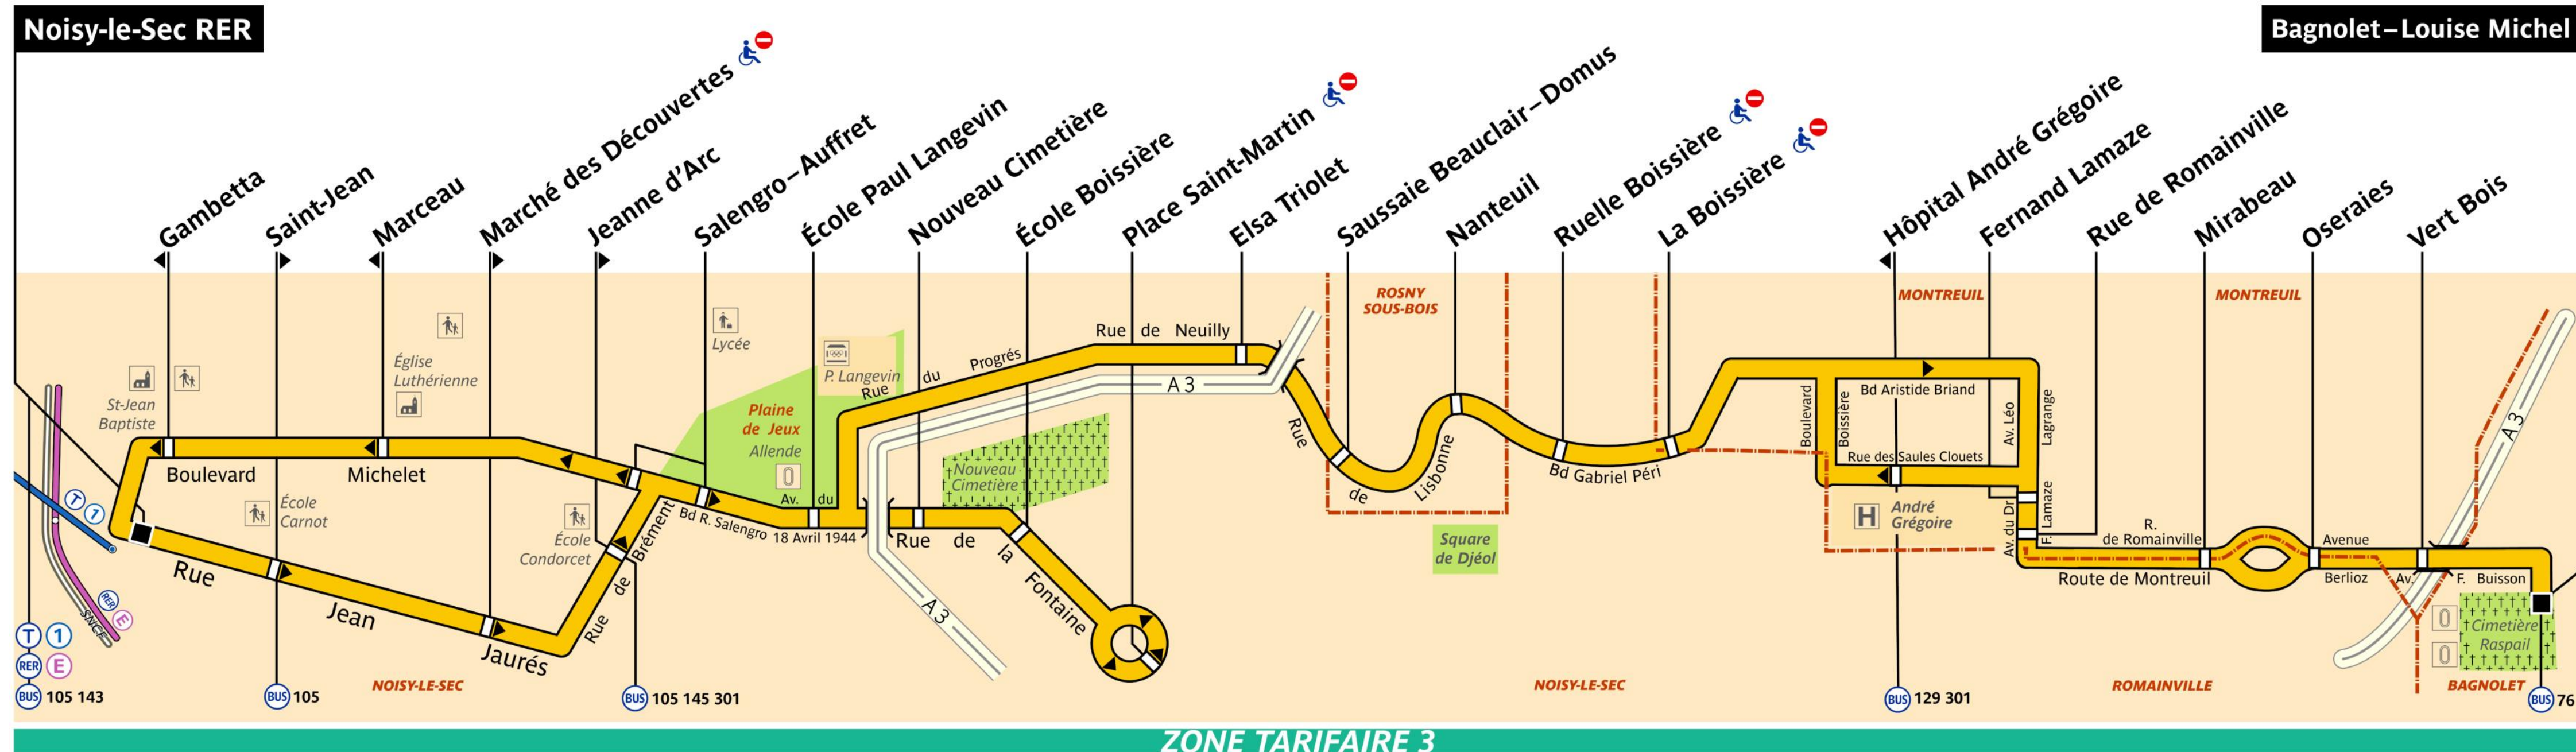 Noisy-le-Sec RER
Bagnolet–Louise Michel
Gambetta
Saint-Jean
Marceau
Marché des Découvertes
Jeanne d'Arc
Salengro–Auffret
École Paul Langevin
Nouveau Cimetière
École Boissière
Place Saint-Martin
Elsa Triolet
Saussaie Beauclair–Domus
Nanteuil
Ruelle Boissière
La Boissière
Hôpital André Grégoire
Fernand Lamaze
Rue de Romainville
Mirabeau
Oseraies
Vert Bois
St-Jean
Baptiste
Église
Luthérienne
Lycée
P. Langevin
Plaine
de Jeux
Allende
Boulevard Michelet
École
Carnot
École
Condorcet
Rue Jean Jaurés
Rue de Brément
Bd R. Salengro
Av. du
18 Avril 1944
Rue du Progrés
Rue de Neuilly
A 3
Nouveau
Cimetière
Rue de la Fontaine
A 3
ROSNY
SOUS-BOIS
Rue de Lisbonne
Bd Gabriel Péri
Square
de Djéol
MONTREUIL
MONTREUIL
Boulevard
Boissière
Bd Aristide Briand
Av. Léo
Lagrange
Rue des Saules Clouets
H
André
Grégoire
Av. du Dr
F. Lamaze
R.
de Romainville
Route de Montreuil
Avenue
Berlioz
Av. F. Buisson
A 3
Cimetière
Raspail
T 1
RER E
SNCF
T 1
RER E
BUS 105 143
BUS 105
NOISY-LE-SEC
BUS 105 145 301
NOISY-LE-SEC
BUS 129 301
ROMAINVILLE
BAGNOLET
BUS 76
ZONE TARIFAIRE 3